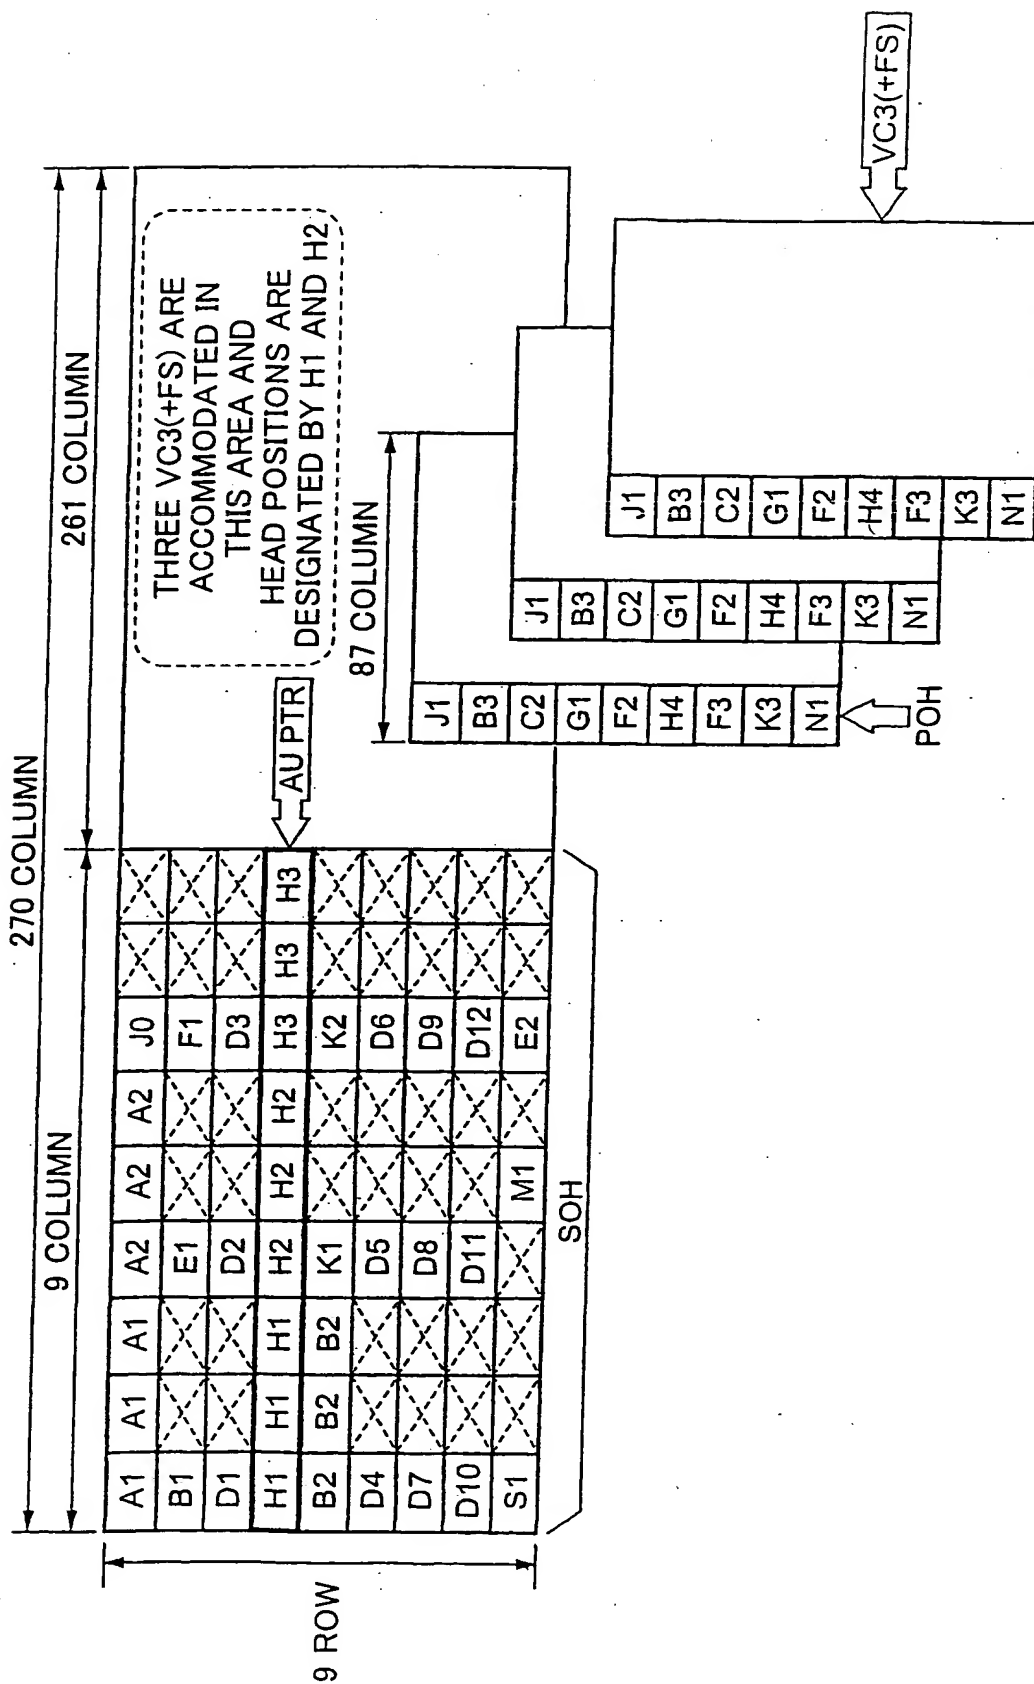 270 COLUMN
9 COLUMN
261 COLUMN
9 ROW
A1 A1 A1 A2 A2 A2 J0
B1 E1 F1
D1 D2 D3
H1 H1 H1 H2 H2 H2 H3 H3 H3
B2 B2 B2 K1 K2
D4 D5 D6
D7 D8 D9
D10 D11 D12
S1 M1 E2
SOH
AU PTR
THREE VC3(+FS) ARE
ACCOMMODATED IN
THIS AREA AND
HEAD POSITIONS ARE
DESIGNATED BY H1 AND H2
87 COLUMN
J1
B3
C2
G1
F2
H4
F3
K3
N1
POH
J1
B3
C2
G1
F2
H4
F3
K3
N1
J1
B3
C2
G1
F2
H4
F3
K3
N1
VC3(+FS)